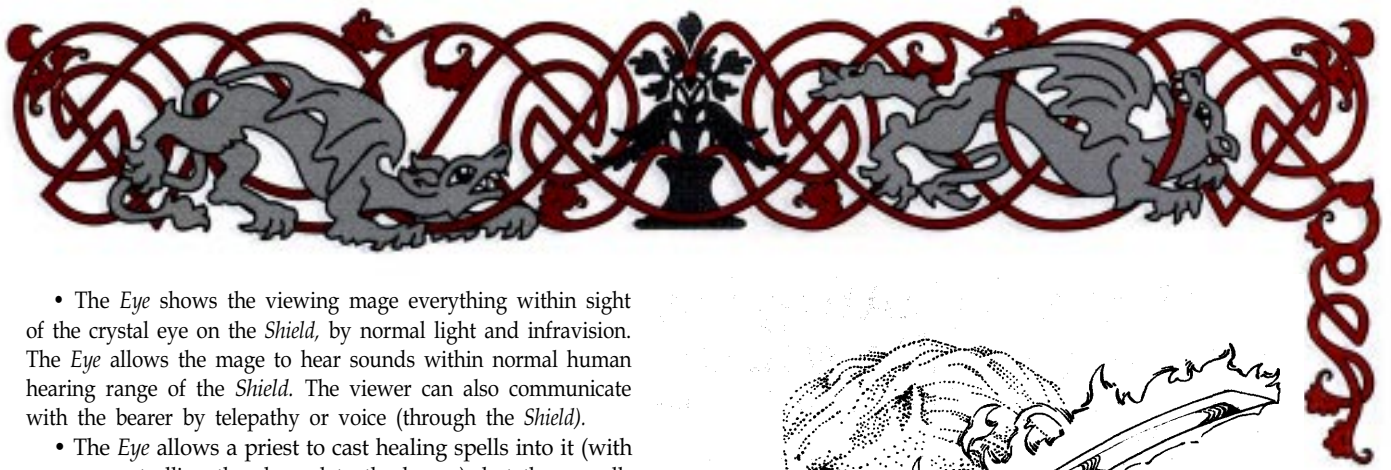 • The Eye shows the viewing mage everything within sight
of the crystal eye on the Shield, by normal light and infravision.
The Eye allows the mage to hear sounds within normal human
hearing range of the Shield. The viewer can also communicate
with the bearer by telepathy or voice (through the Shield).
• The Eye allows a priest to cast healing spells into it (with